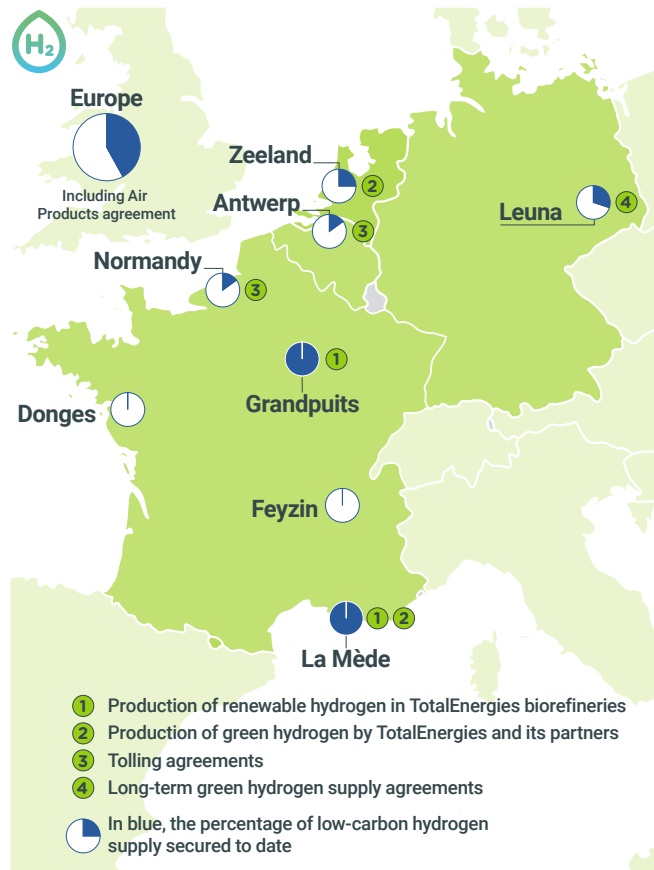 H₂
Europe
Including Air
Products agreement
Zeeland
2
Antwerp
3
Leuna
4
Normandy
3
1
Grandpuits
Donges
Feyzin
1 2
La Mède
1 Production of renewable hydrogen in TotalEnergies biorefineries
2 Production of green hydrogen by TotalEnergies and its partners
3 Tolling agreements
4 Long-term green hydrogen supply agreements
In blue, the percentage of low-carbon hydrogen
supply secured to date